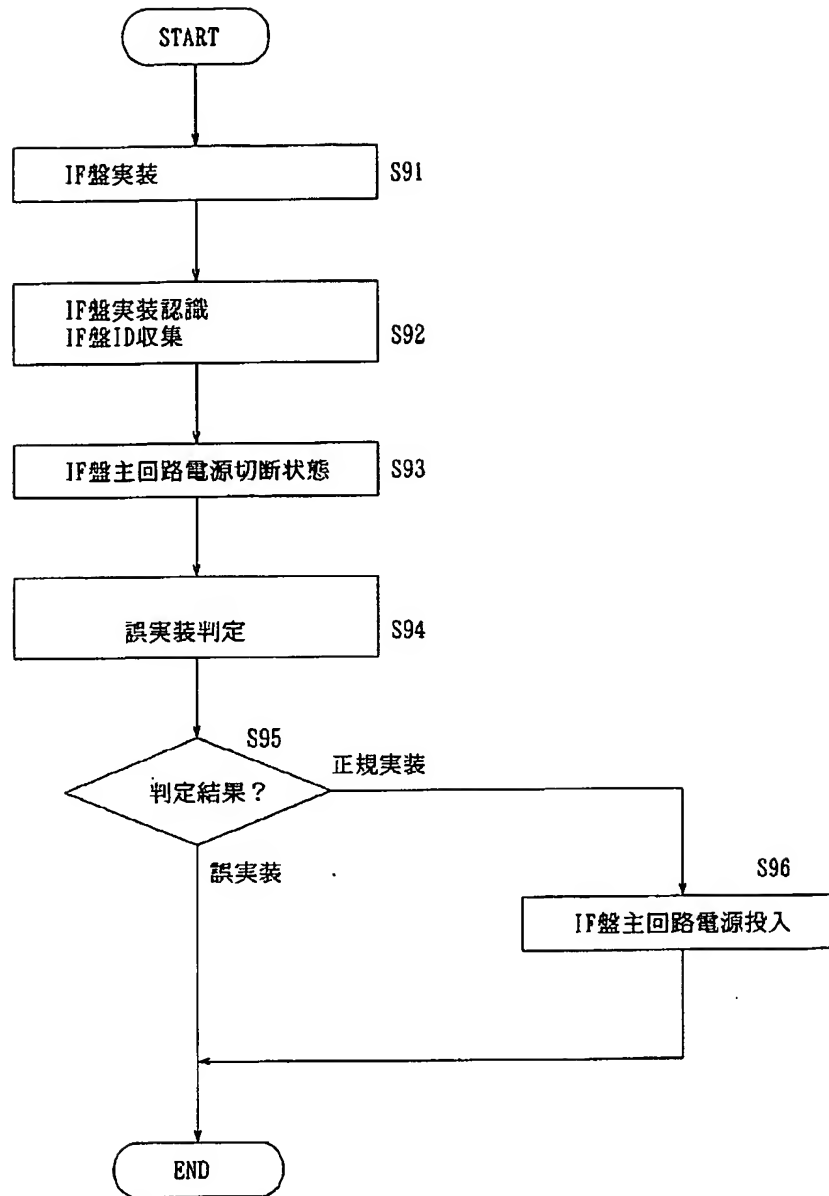 START
IF盤実装
S91
IF盤実装認識
IF盤ID収集
S92
IF盤主回路電源切断状態
S93
誤実装判定
S94
S95
判定結果？
正規実装
誤実装
S96
IF盤主回路電源投入
END